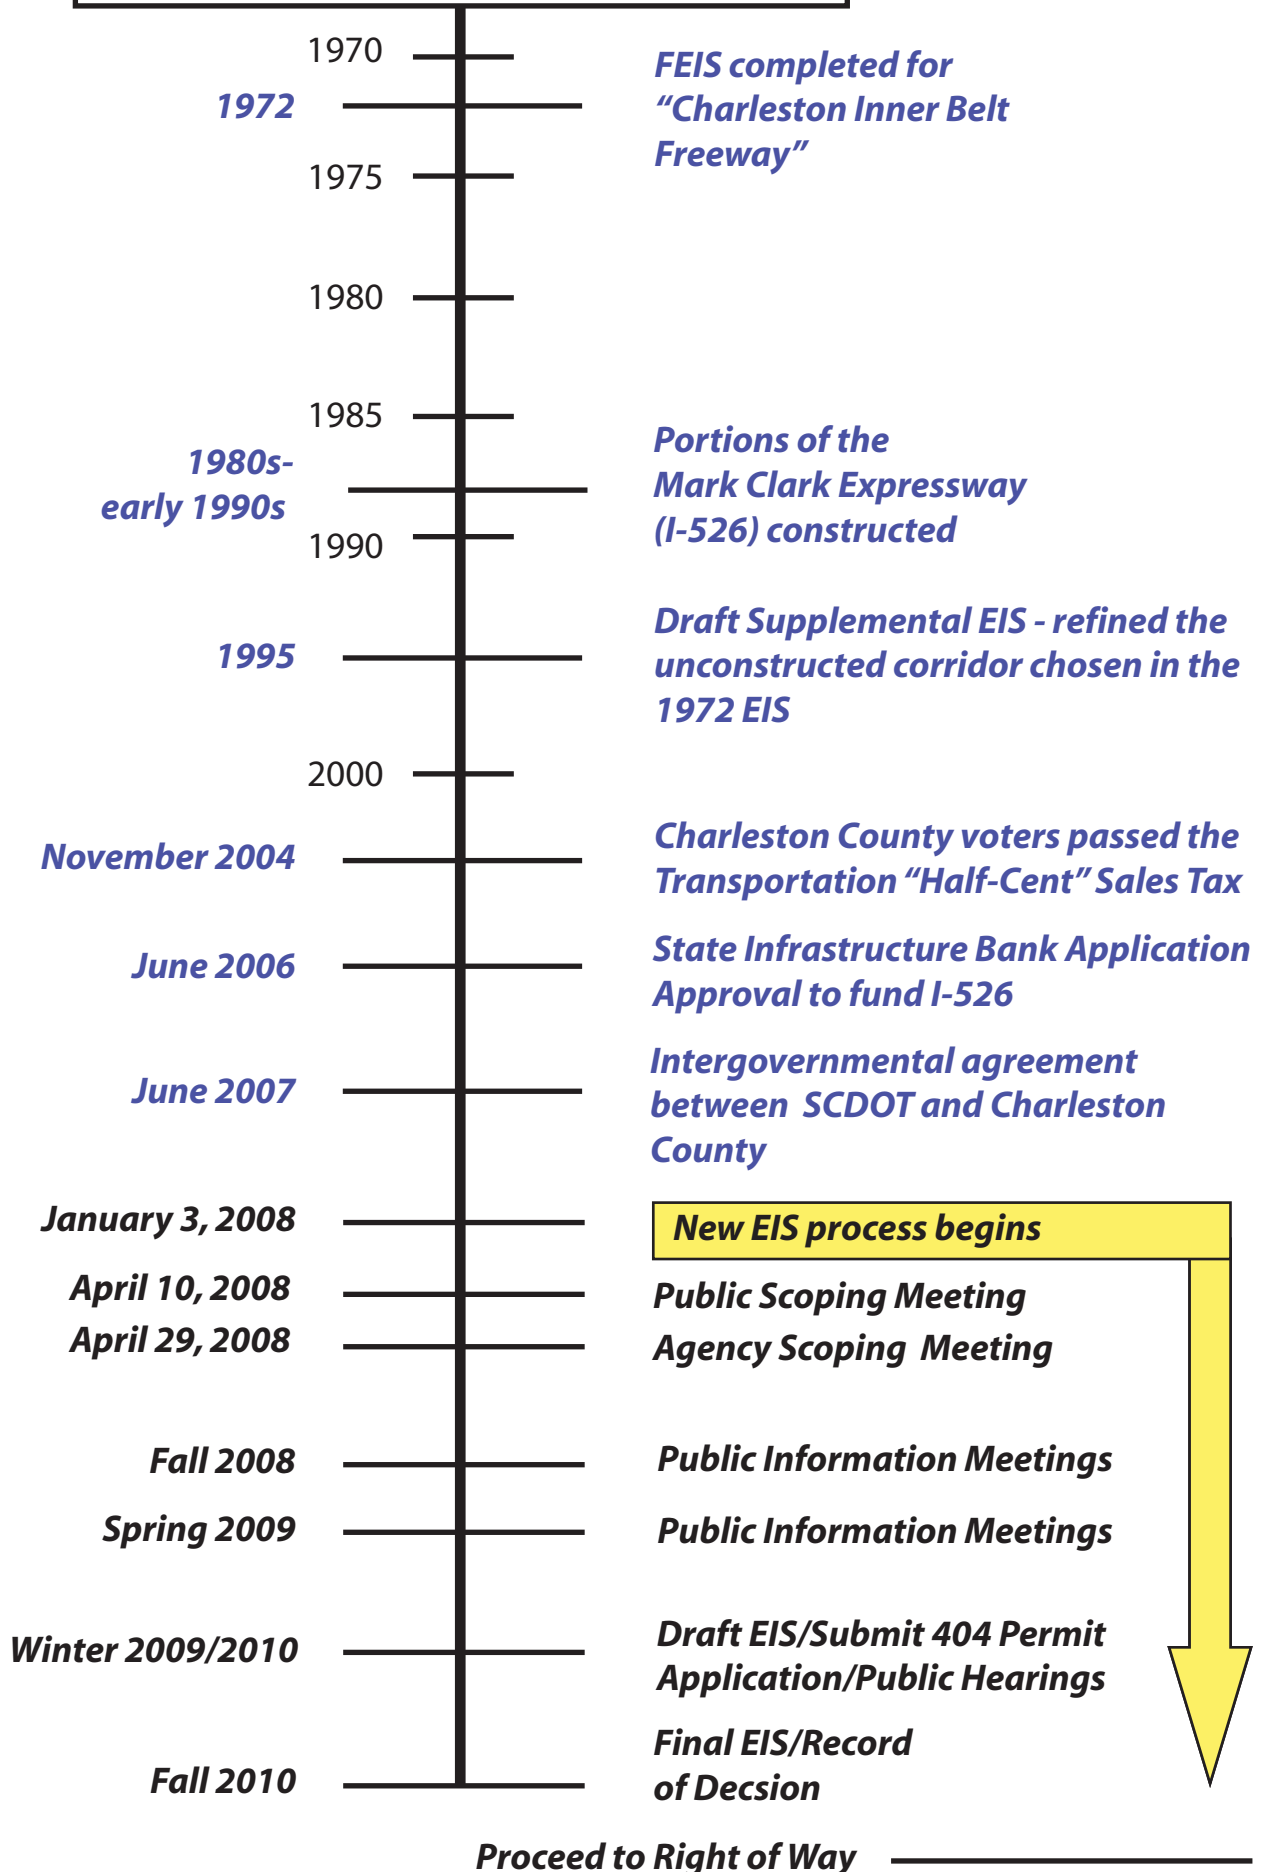 1970
1972
FEIS completed for
“Charleston Inner Belt
Freeway”
1975
1980
1985
1980s-
early 1990s
Portions of the
Mark Clark Expressway
(I-526) constructed
1990
1995
Draft Supplemental EIS - refined the
unconstructed corridor chosen in the
1972 EIS
2000
November 2004
Charleston County voters passed the
Transportation “Half-Cent” Sales Tax
June 2006
State Infrastructure Bank Application
Approval to fund I-526
June 2007
Intergovernmental agreement
between SCDOT and Charleston
County
January 3, 2008
New EIS process begins
April 10, 2008
Public Scoping Meeting
April 29, 2008
Agency Scoping Meeting
Fall 2008
Public Information Meetings
Spring 2009
Public Information Meetings
Winter 2009/2010
Draft EIS/Submit 404 Permit
Application/Public Hearings
Fall 2010
Final EIS/Record
of Decsion
Proceed to Right of Way